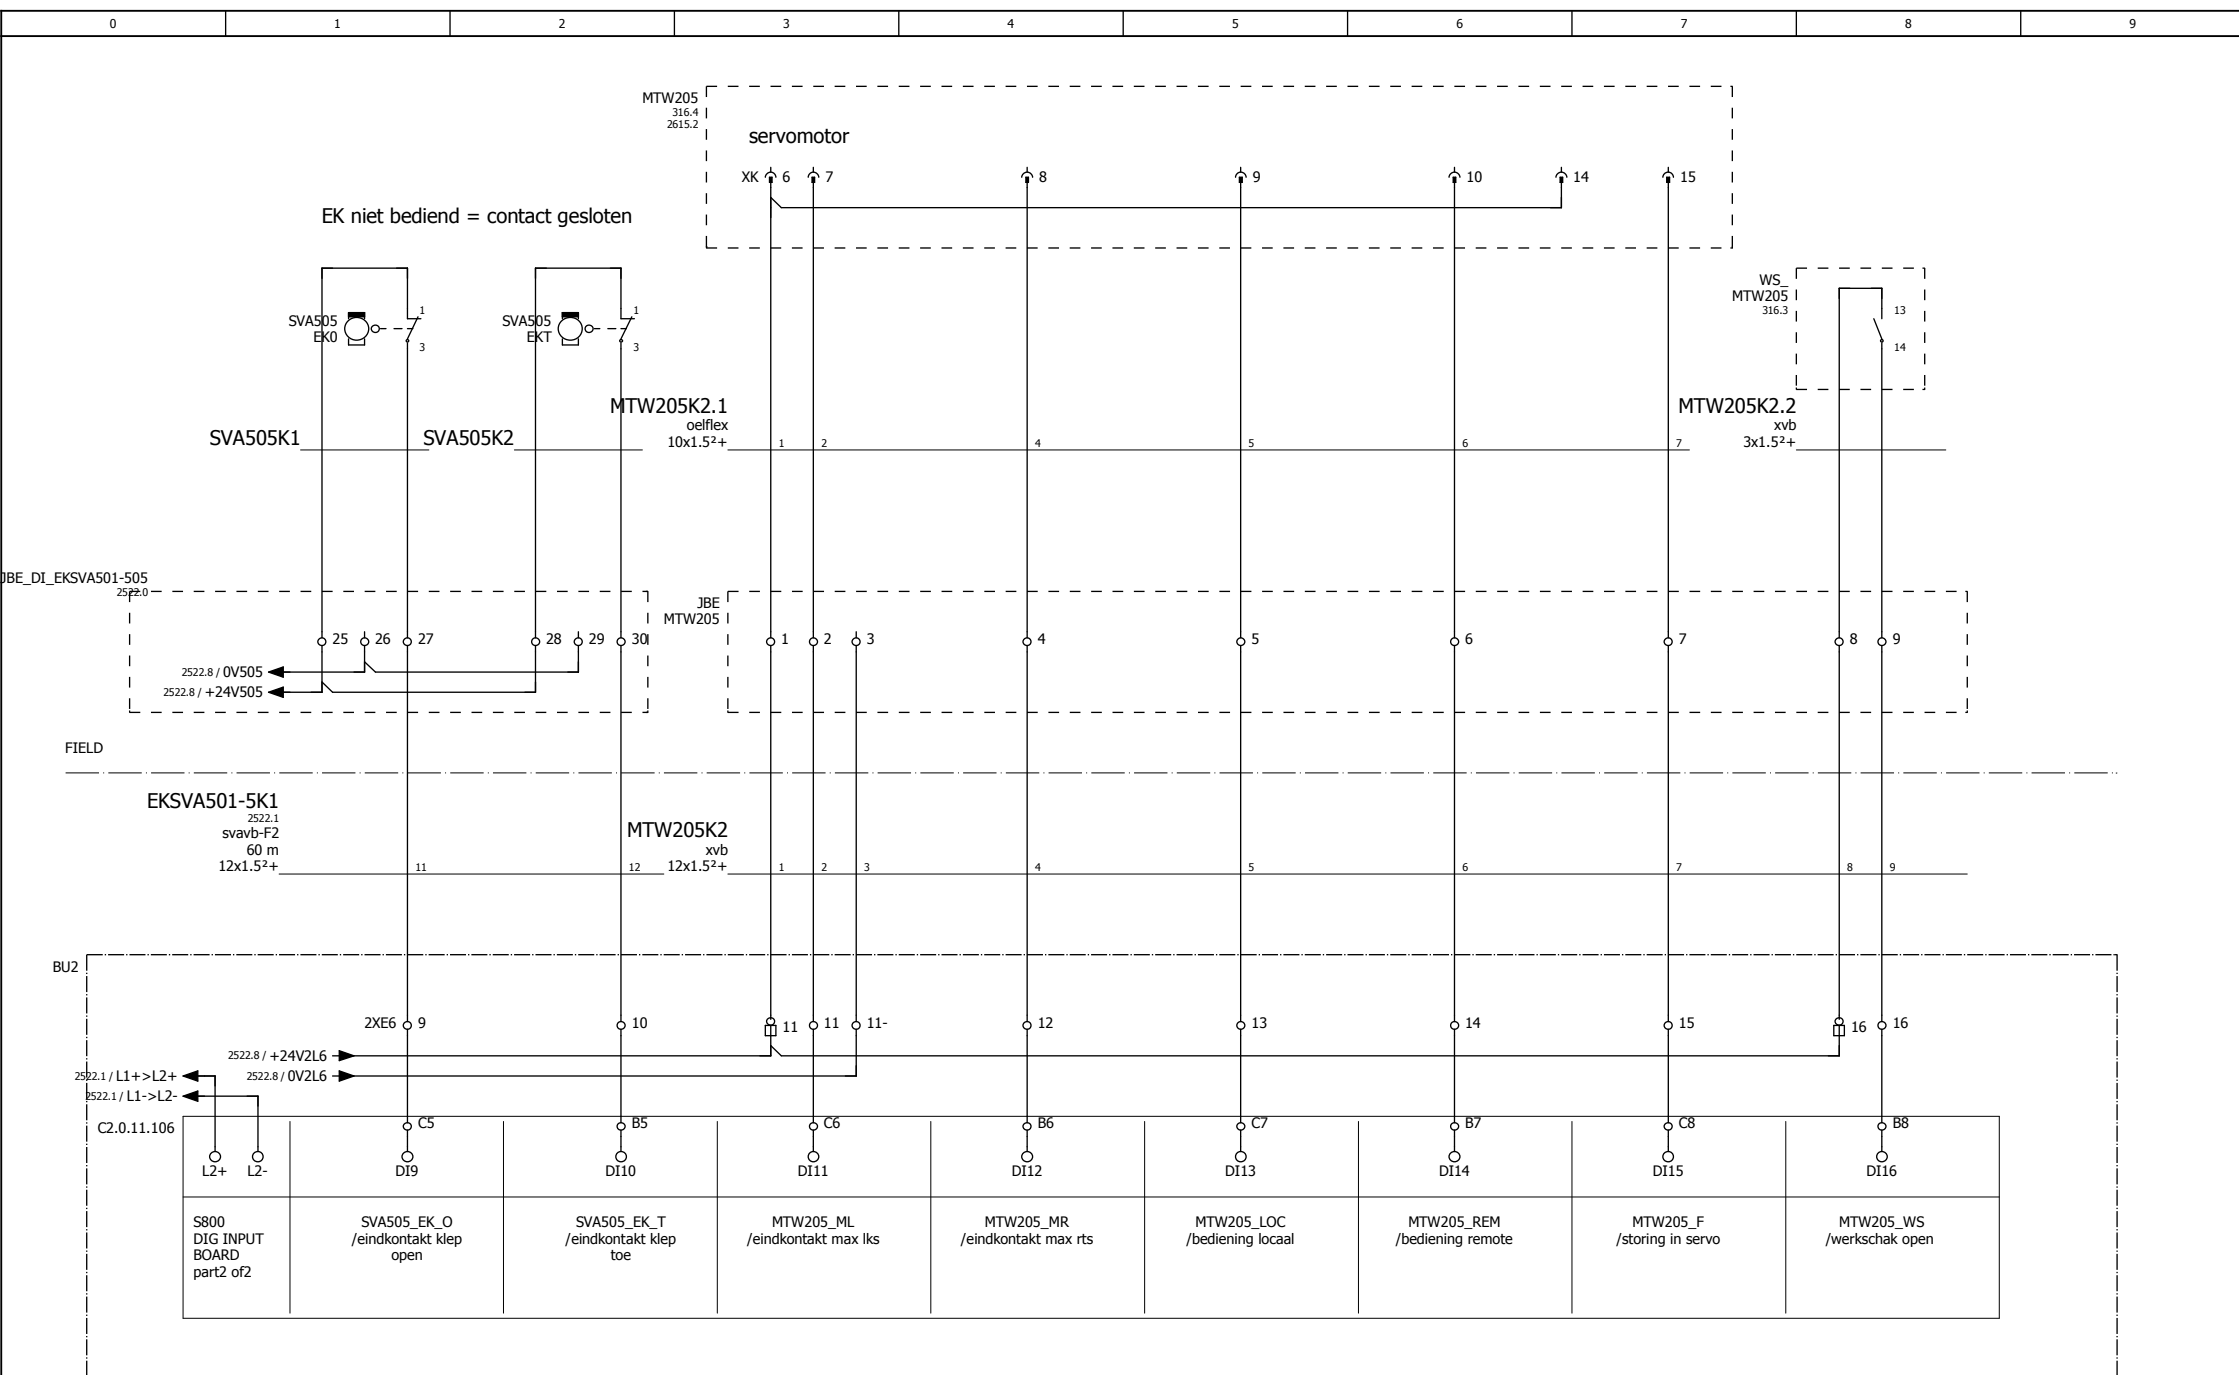 0 1 2 3 4 5 6 7 8 9
MTW205
316.4
2615.2
servomotor
XK 6 7 8 9 10 14 15
EK niet bediend = contact gesloten
WS_
MTW205
316.3
13
14
SVA505
EK0
1
3
SVA505
EKT
1
3
SVA505K1
SVA505K2
MTW205K2.1
oelflex
10x1.5²+
1 2 4 5 6 7
MTW205K2.2
xvb
3x1.5²+
JBE_DI_EKSVA501-505
2522.0
25 26 27 28 29 30
2522.8 / 0V505
2522.8 / +24V505
JBE
MTW205
1 2 3 4 5 6 7 8 9
FIELD
EKSVA501-5K1
2522.1
svavb-F2
60 m
12x1.5²+
11 12
MTW205K2
xvb
12x1.5²+
1 2 3 4 5 6 7 8 9
BU2
2XE6 9 10 11 11 11- 12 13 14 15 16 16
2522.8 / +24V2L6
2522.8 / 0V2L6
2522.1 / L1+>L2+
2522.1 / L1->L2-
C2.0.11.106
C5 B5 C6 B6 C7 B7 C8 B8
L2+ L2- DI9 DI10 DI11 DI12 DI13 DI14 DI15 DI16
S800
DIG INPUT
BOARD
part2 of2
SVA505_EK_O
/eindkontakt klep
open
SVA505_EK_T
/eindkontakt klep
toe
MTW205_ML
/eindkontakt max lks
MTW205_MR
/eindkontakt max rts
MTW205_LOC
/bediening locaal
MTW205_REM
/bediening remote
MTW205_F
/storing in servo
MTW205_WS
/werkschak open